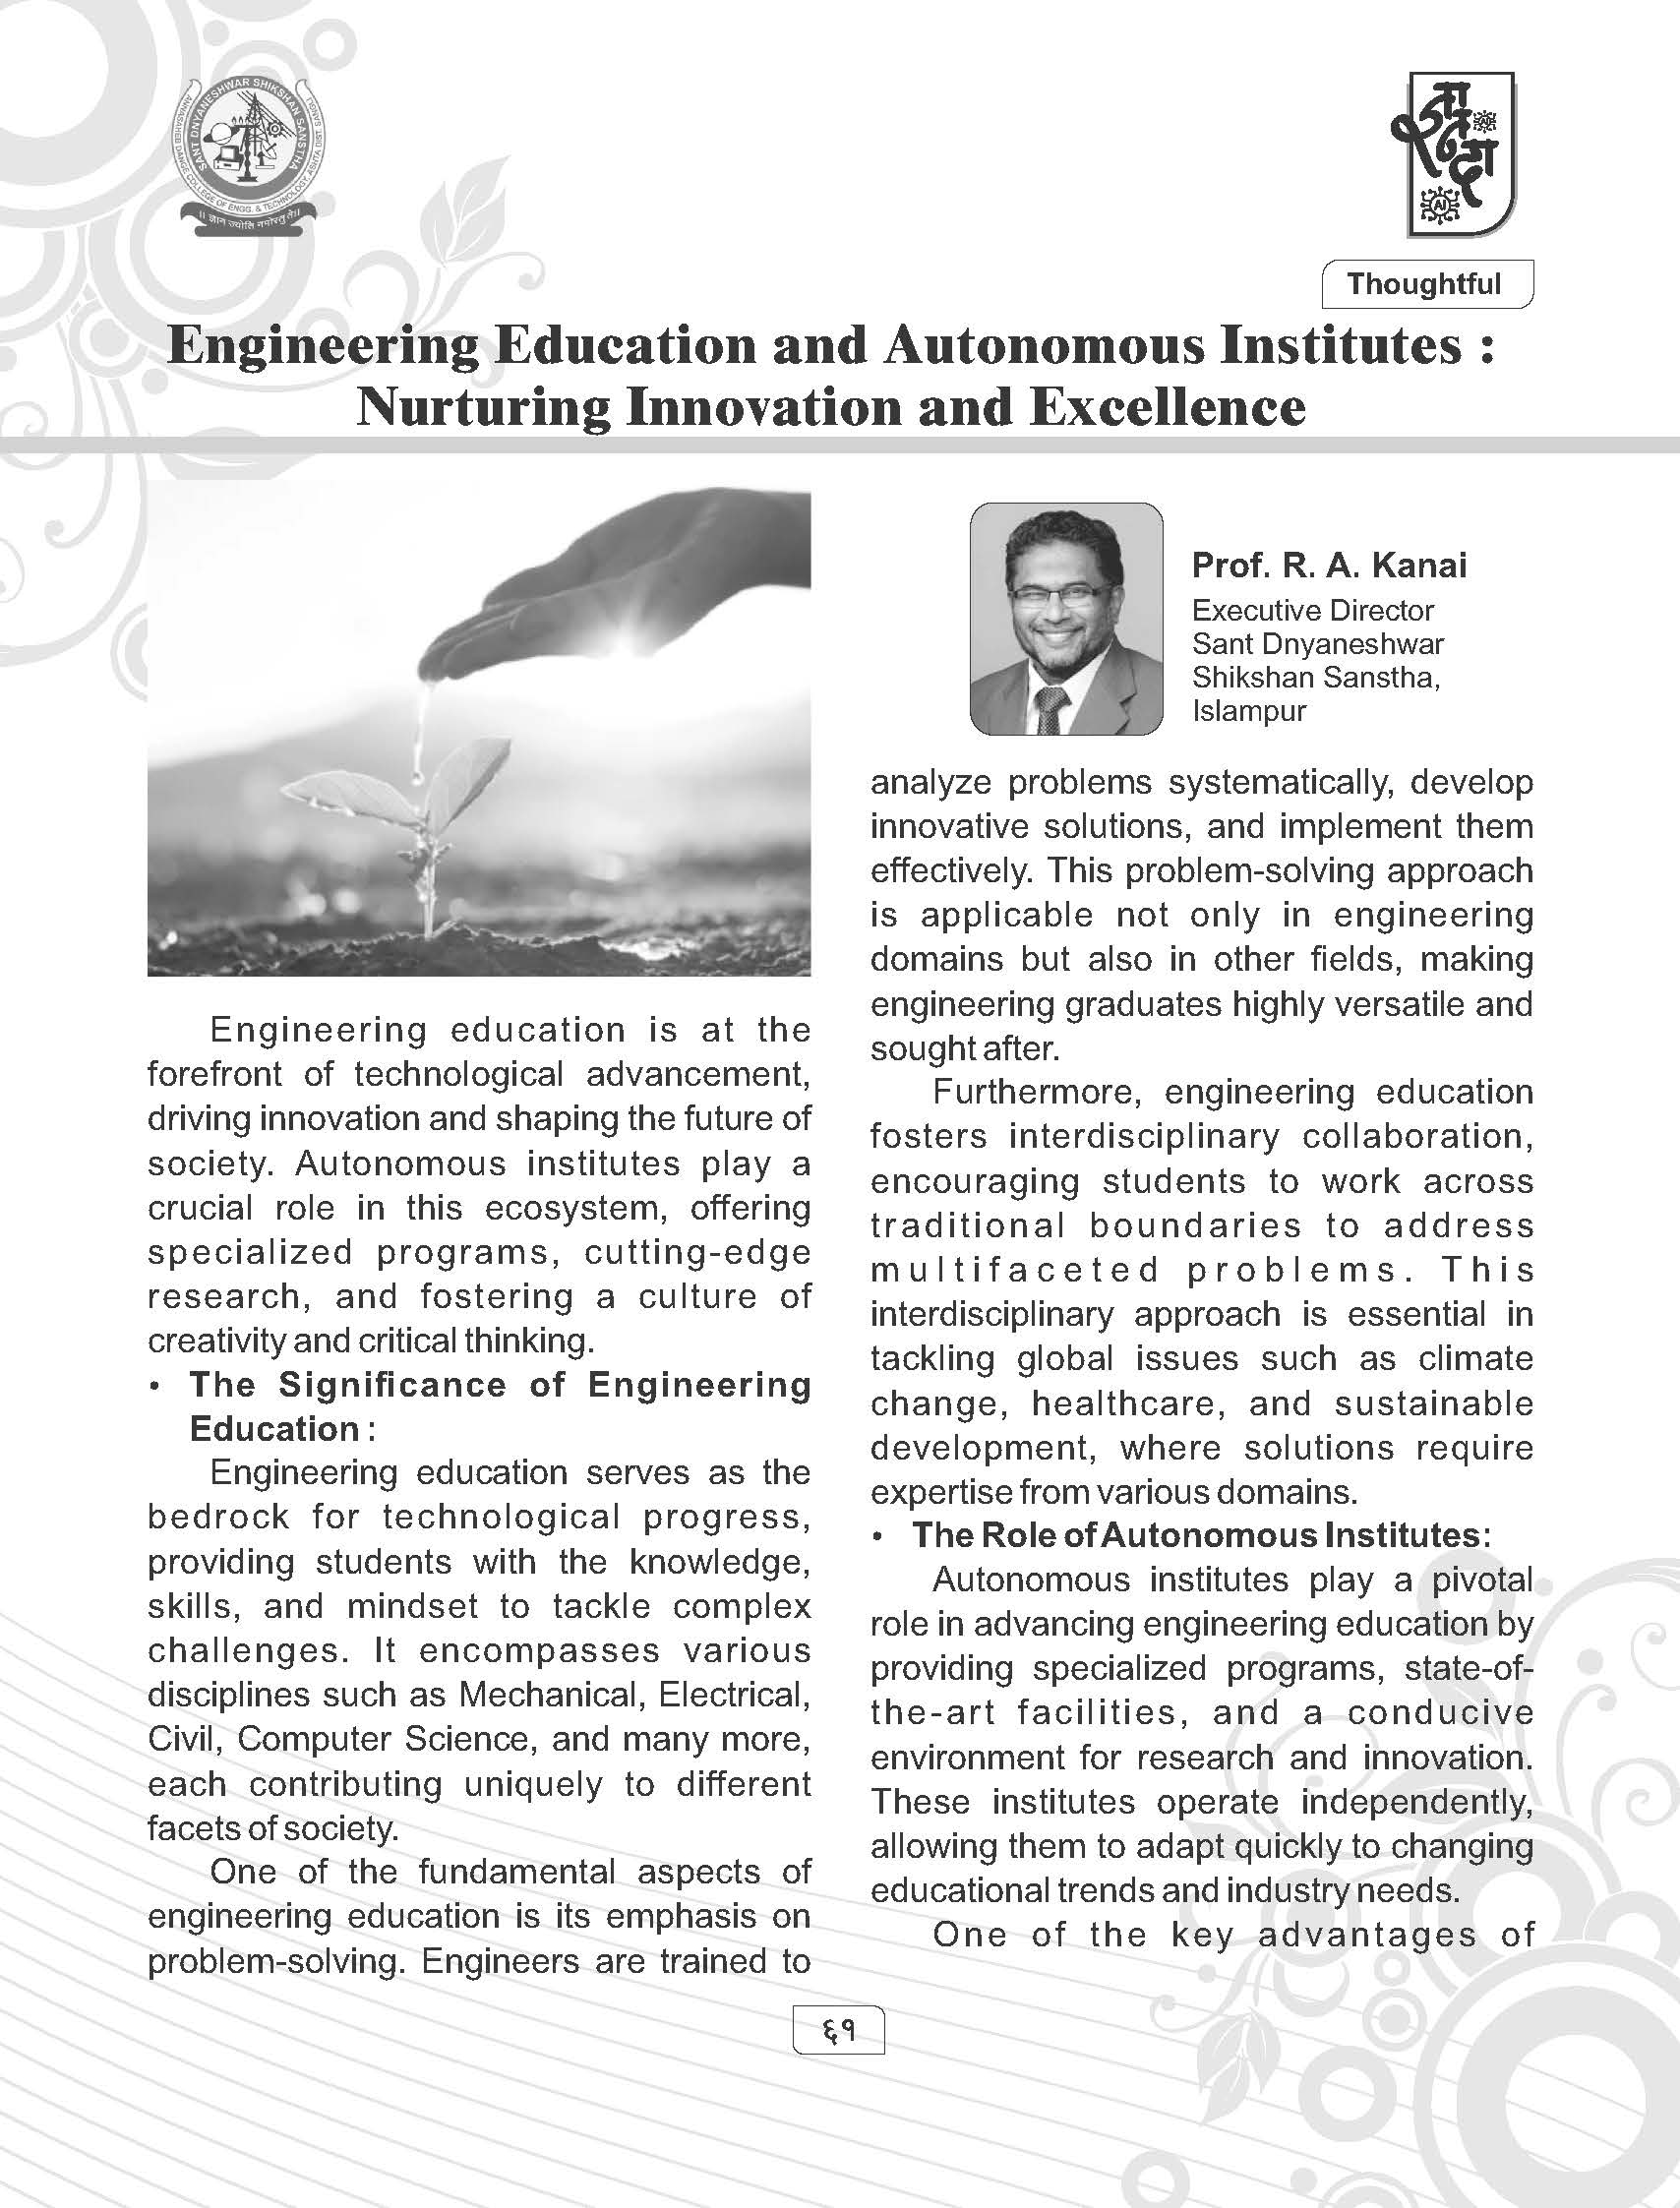 SANT DNYANESHWAR SHIKSHAN SANSTHA
ANNASAHEB DANGE COLLEGE OF ENGG. & TECHNOLOGY, ASHTA DIST. SANGLI
AI
AI
Thoughtful
Engineering Education and Autonomous Institutes :
Nurturing Innovation and Excellence
Prof. R. A. Kanai
Executive Director
Sant Dnyaneshwar
Shikshan Sanstha,
Islampur
Engineering education is at the
forefront of technological advancement,
driving innovation and shaping the future of
society. Autonomous institutes play a
crucial role in this ecosystem, offering
specialized programs, cutting-edge
research, and fostering a culture of
creativity and critical thinking.
• The Significance of Engineering
Education :
Engineering education serves as the
bedrock for technological progress,
providing students with the knowledge,
skills, and mindset to tackle complex
challenges. It encompasses various
disciplines such as Mechanical, Electrical,
Civil, Computer Science, and many more,
each contributing uniquely to different
facets of society.
One of the fundamental aspects of
engineering education is its emphasis on
problem-solving. Engineers are trained to
analyze problems systematically, develop
innovative solutions, and implement them
effectively. This problem-solving approach
is applicable not only in engineering
domains but also in other fields, making
engineering graduates highly versatile and
sought after.
Furthermore, engineering education
fosters interdisciplinary collaboration,
encouraging students to work across
traditional boundaries to address
multifaceted problems. This
interdisciplinary approach is essential in
tackling global issues such as climate
change, healthcare, and sustainable
development, where solutions require
expertise from various domains.
• The Role of Autonomous Institutes:
Autonomous institutes play a pivotal
role in advancing engineering education by
providing specialized programs, state-of-
the-art facilities, and a conducive
environment for research and innovation.
These institutes operate independently,
allowing them to adapt quickly to changing
educational trends and industry needs.
One of the key advantages of
६१